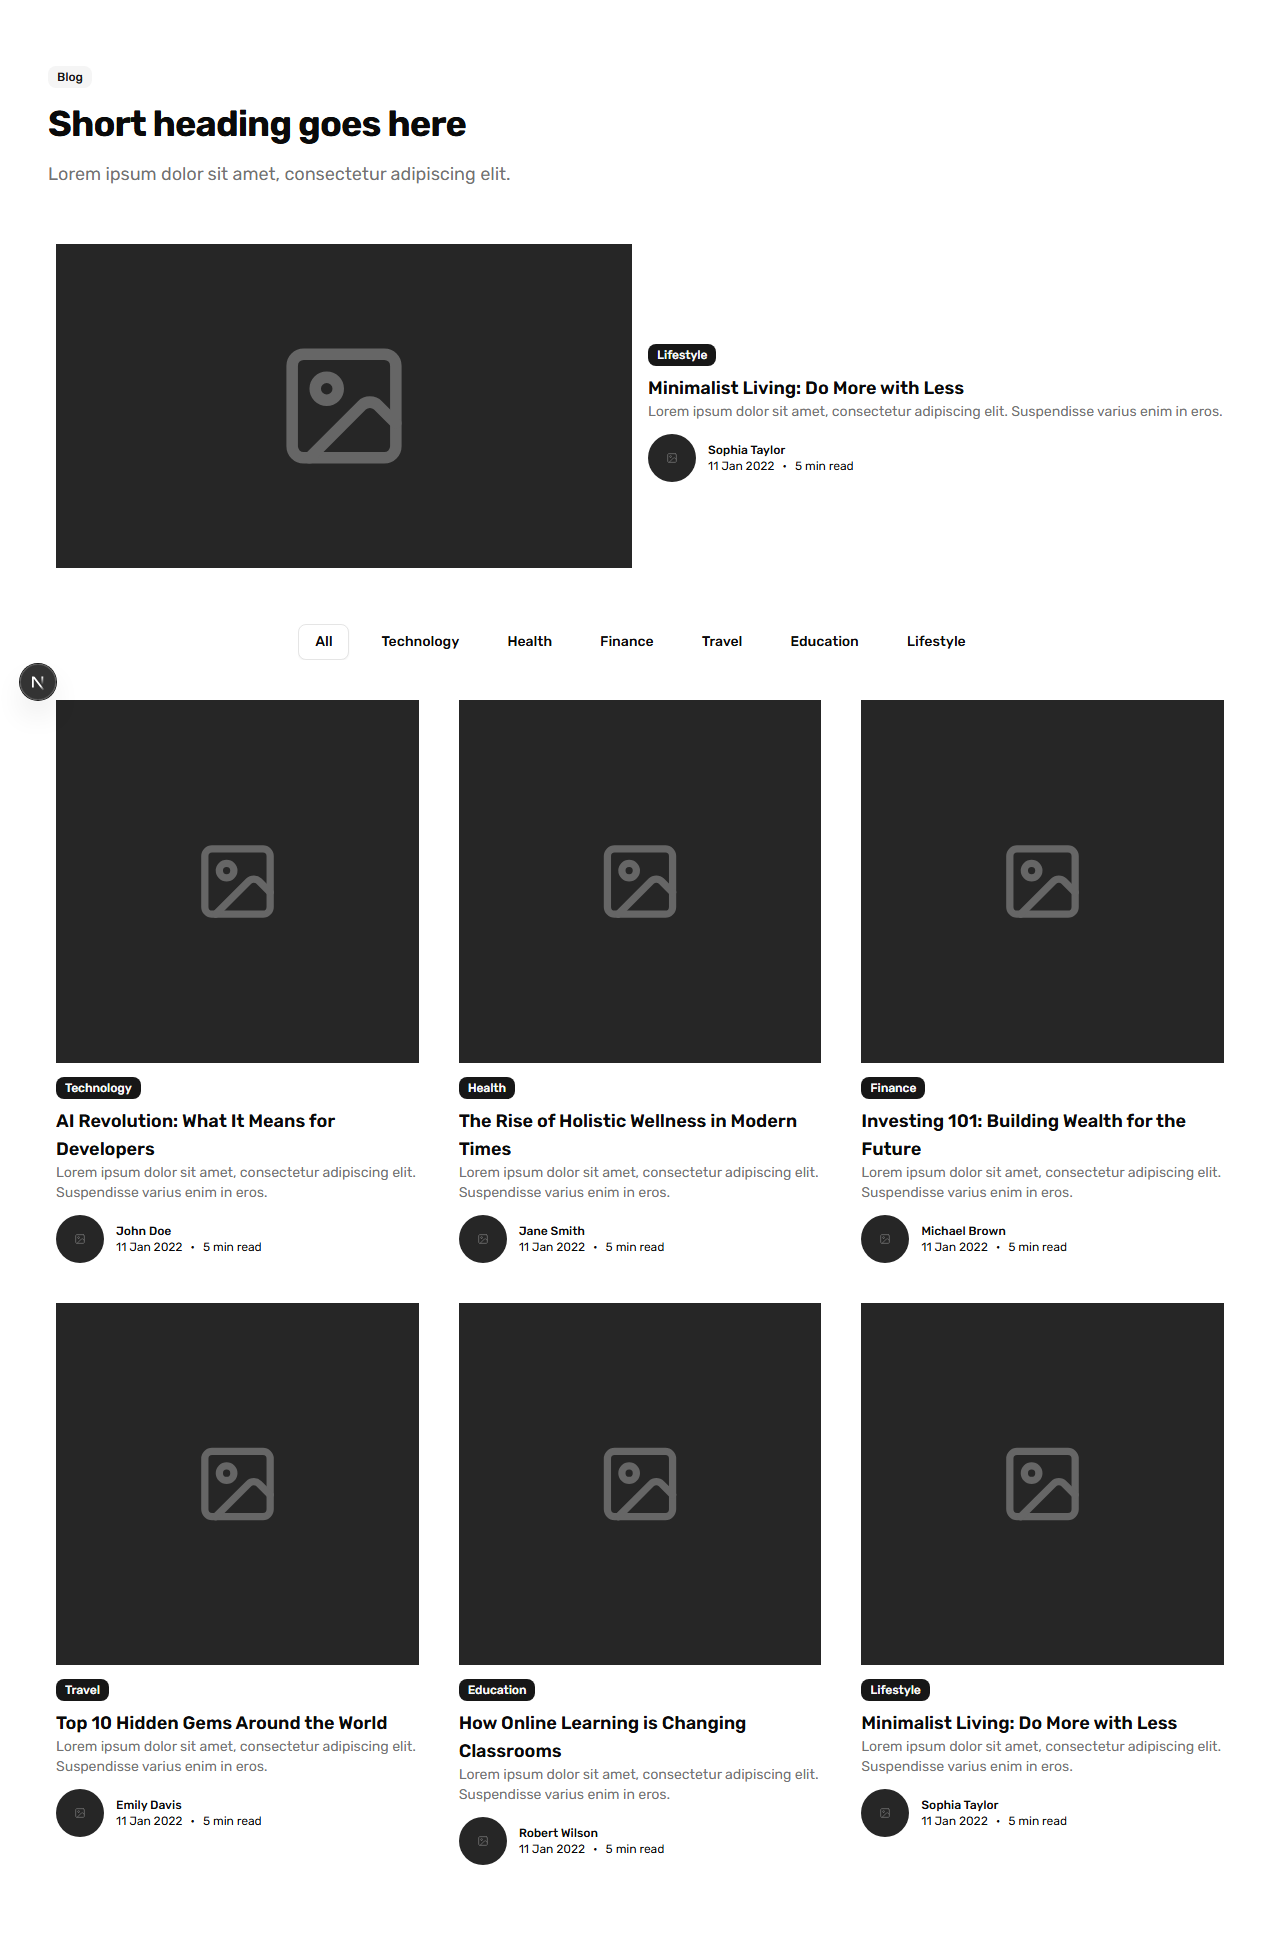 Blog
Short heading goes here
Lorem ipsum dolor sit amet, consectetur adipiscing elit.
Lifestyle
Minimalist Living: Do More with Less
Lorem ipsum dolor sit amet, consectetur adipiscing elit. Suspendisse varius enim in eros.
Sophia Taylor
11 Jan 2022 • 5 min read
All Technology Health Finance Travel Education Lifestyle
N
Technology
AI Revolution: What It Means for
Developers
Lorem ipsum dolor sit amet, consectetur adipiscing elit.
Suspendisse varius enim in eros.
John Doe
11 Jan 2022 • 5 min read
Health
The Rise of Holistic Wellness in Modern
Times
Lorem ipsum dolor sit amet, consectetur adipiscing elit.
Suspendisse varius enim in eros.
Jane Smith
11 Jan 2022 • 5 min read
Finance
Investing 101: Building Wealth for the
Future
Lorem ipsum dolor sit amet, consectetur adipiscing elit.
Suspendisse varius enim in eros.
Michael Brown
11 Jan 2022 • 5 min read
Travel
Top 10 Hidden Gems Around the World
Lorem ipsum dolor sit amet, consectetur adipiscing elit.
Suspendisse varius enim in eros.
Emily Davis
11 Jan 2022 • 5 min read
Education
How Online Learning is Changing
Classrooms
Lorem ipsum dolor sit amet, consectetur adipiscing elit.
Suspendisse varius enim in eros.
Robert Wilson
11 Jan 2022 • 5 min read
Lifestyle
Minimalist Living: Do More with Less
Lorem ipsum dolor sit amet, consectetur adipiscing elit.
Suspendisse varius enim in eros.
Sophia Taylor
11 Jan 2022 • 5 min read